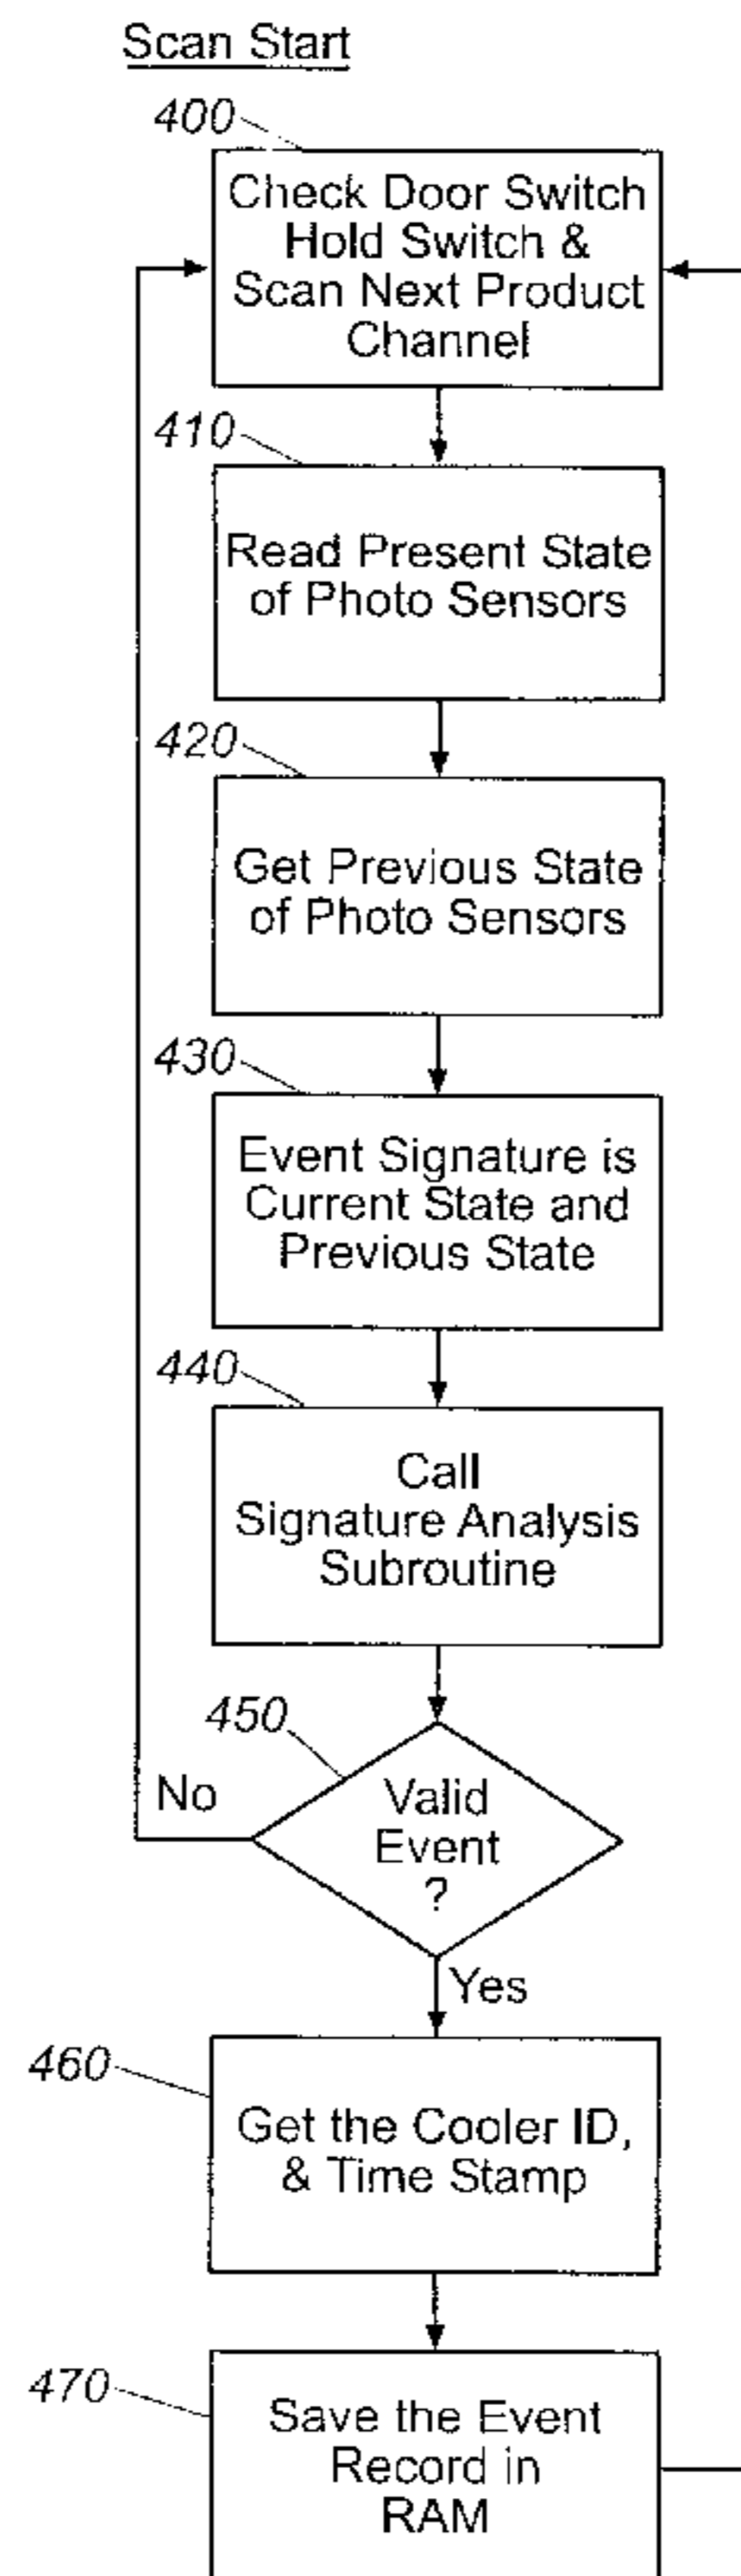 Scan Start
400
Check Door Switch
Hold Switch &
Scan Next Product
Channel
410
Read Present State
of Photo Sensors
420
Get Previous State
of Photo Sensors
430
Event Signature is
Current State and
Previous State
440
Call
Signature Analysis
Subroutine
450
Valid
Event
?
No
Yes
460
Get the Cooler ID,
& Time Stamp
470
Save the Event
Record in
RAM